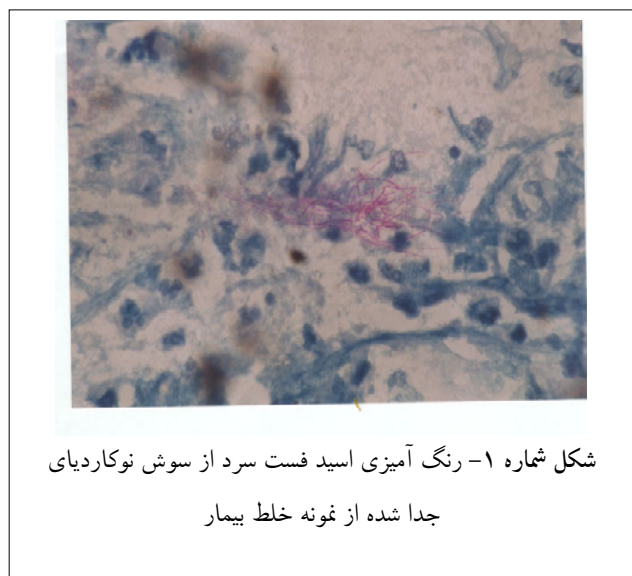 شکل شماره ۱- رنگ آمیزی اسید فست سرد از سوش نوکاردیای
جدا شده از نمونه خلط بیمار